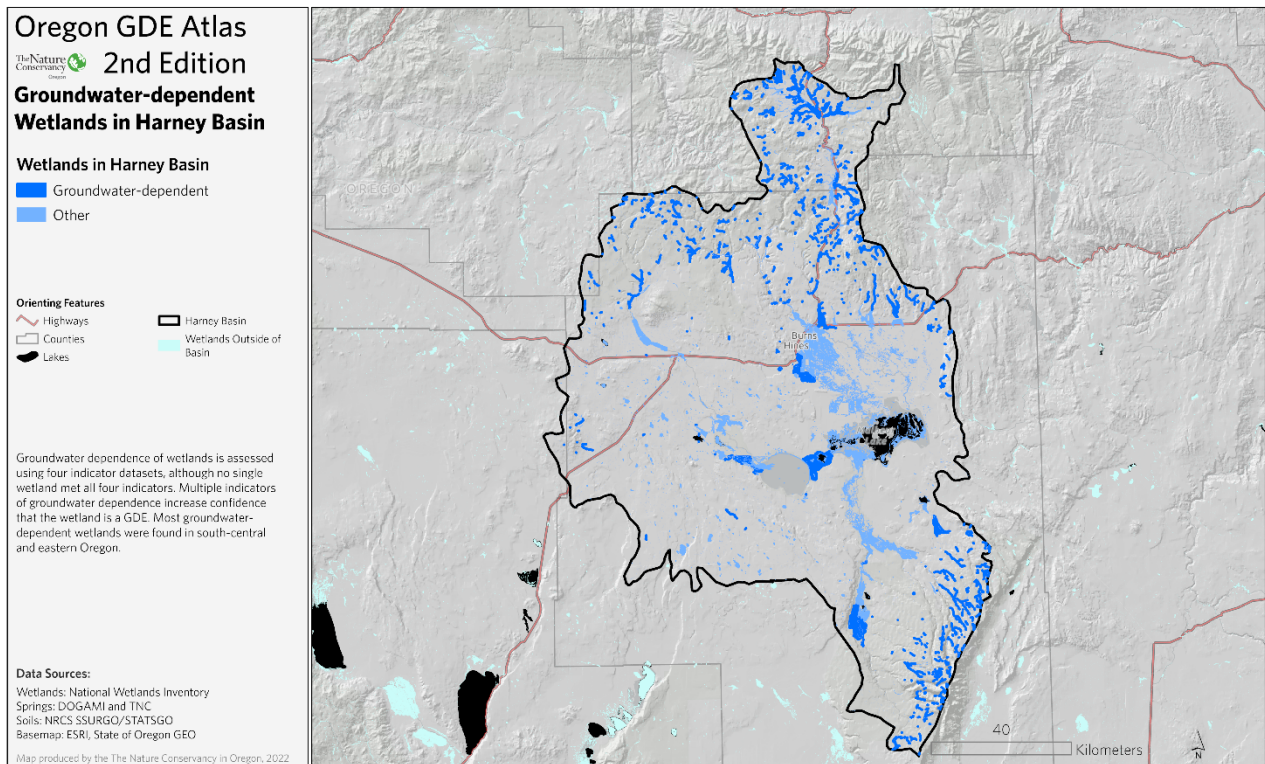 Oregon GDE Atlas
The Nature
Conservancy
Oregon
2nd Edition
Groundwater-dependent
Wetlands in Harney Basin
Wetlands in Harney Basin
Groundwater-dependent
Other
Orienting Features
Highways
Counties
Lakes
Harney Basin
Wetlands Outside of
Basin
Groundwater dependence of wetlands is assessed
using four indicator datasets, although no single
wetland met all four indicators. Multiple indicators
of groundwater dependence increase confidence
that the wetland is a GDE. Most groundwater-
dependent wetlands were found in south-central
and eastern Oregon.
Data Sources:
Wetlands: National Wetlands Inventory
Springs: DOGAMI and TNC
Soils: NRCS SSURGO/STATSGO
Basemap: ESRI, State of Oregon GEO
Map produced by the The Nature Conservancy in Oregon, 2022
OREGON
Burns
Hines
40
Kilometers
N